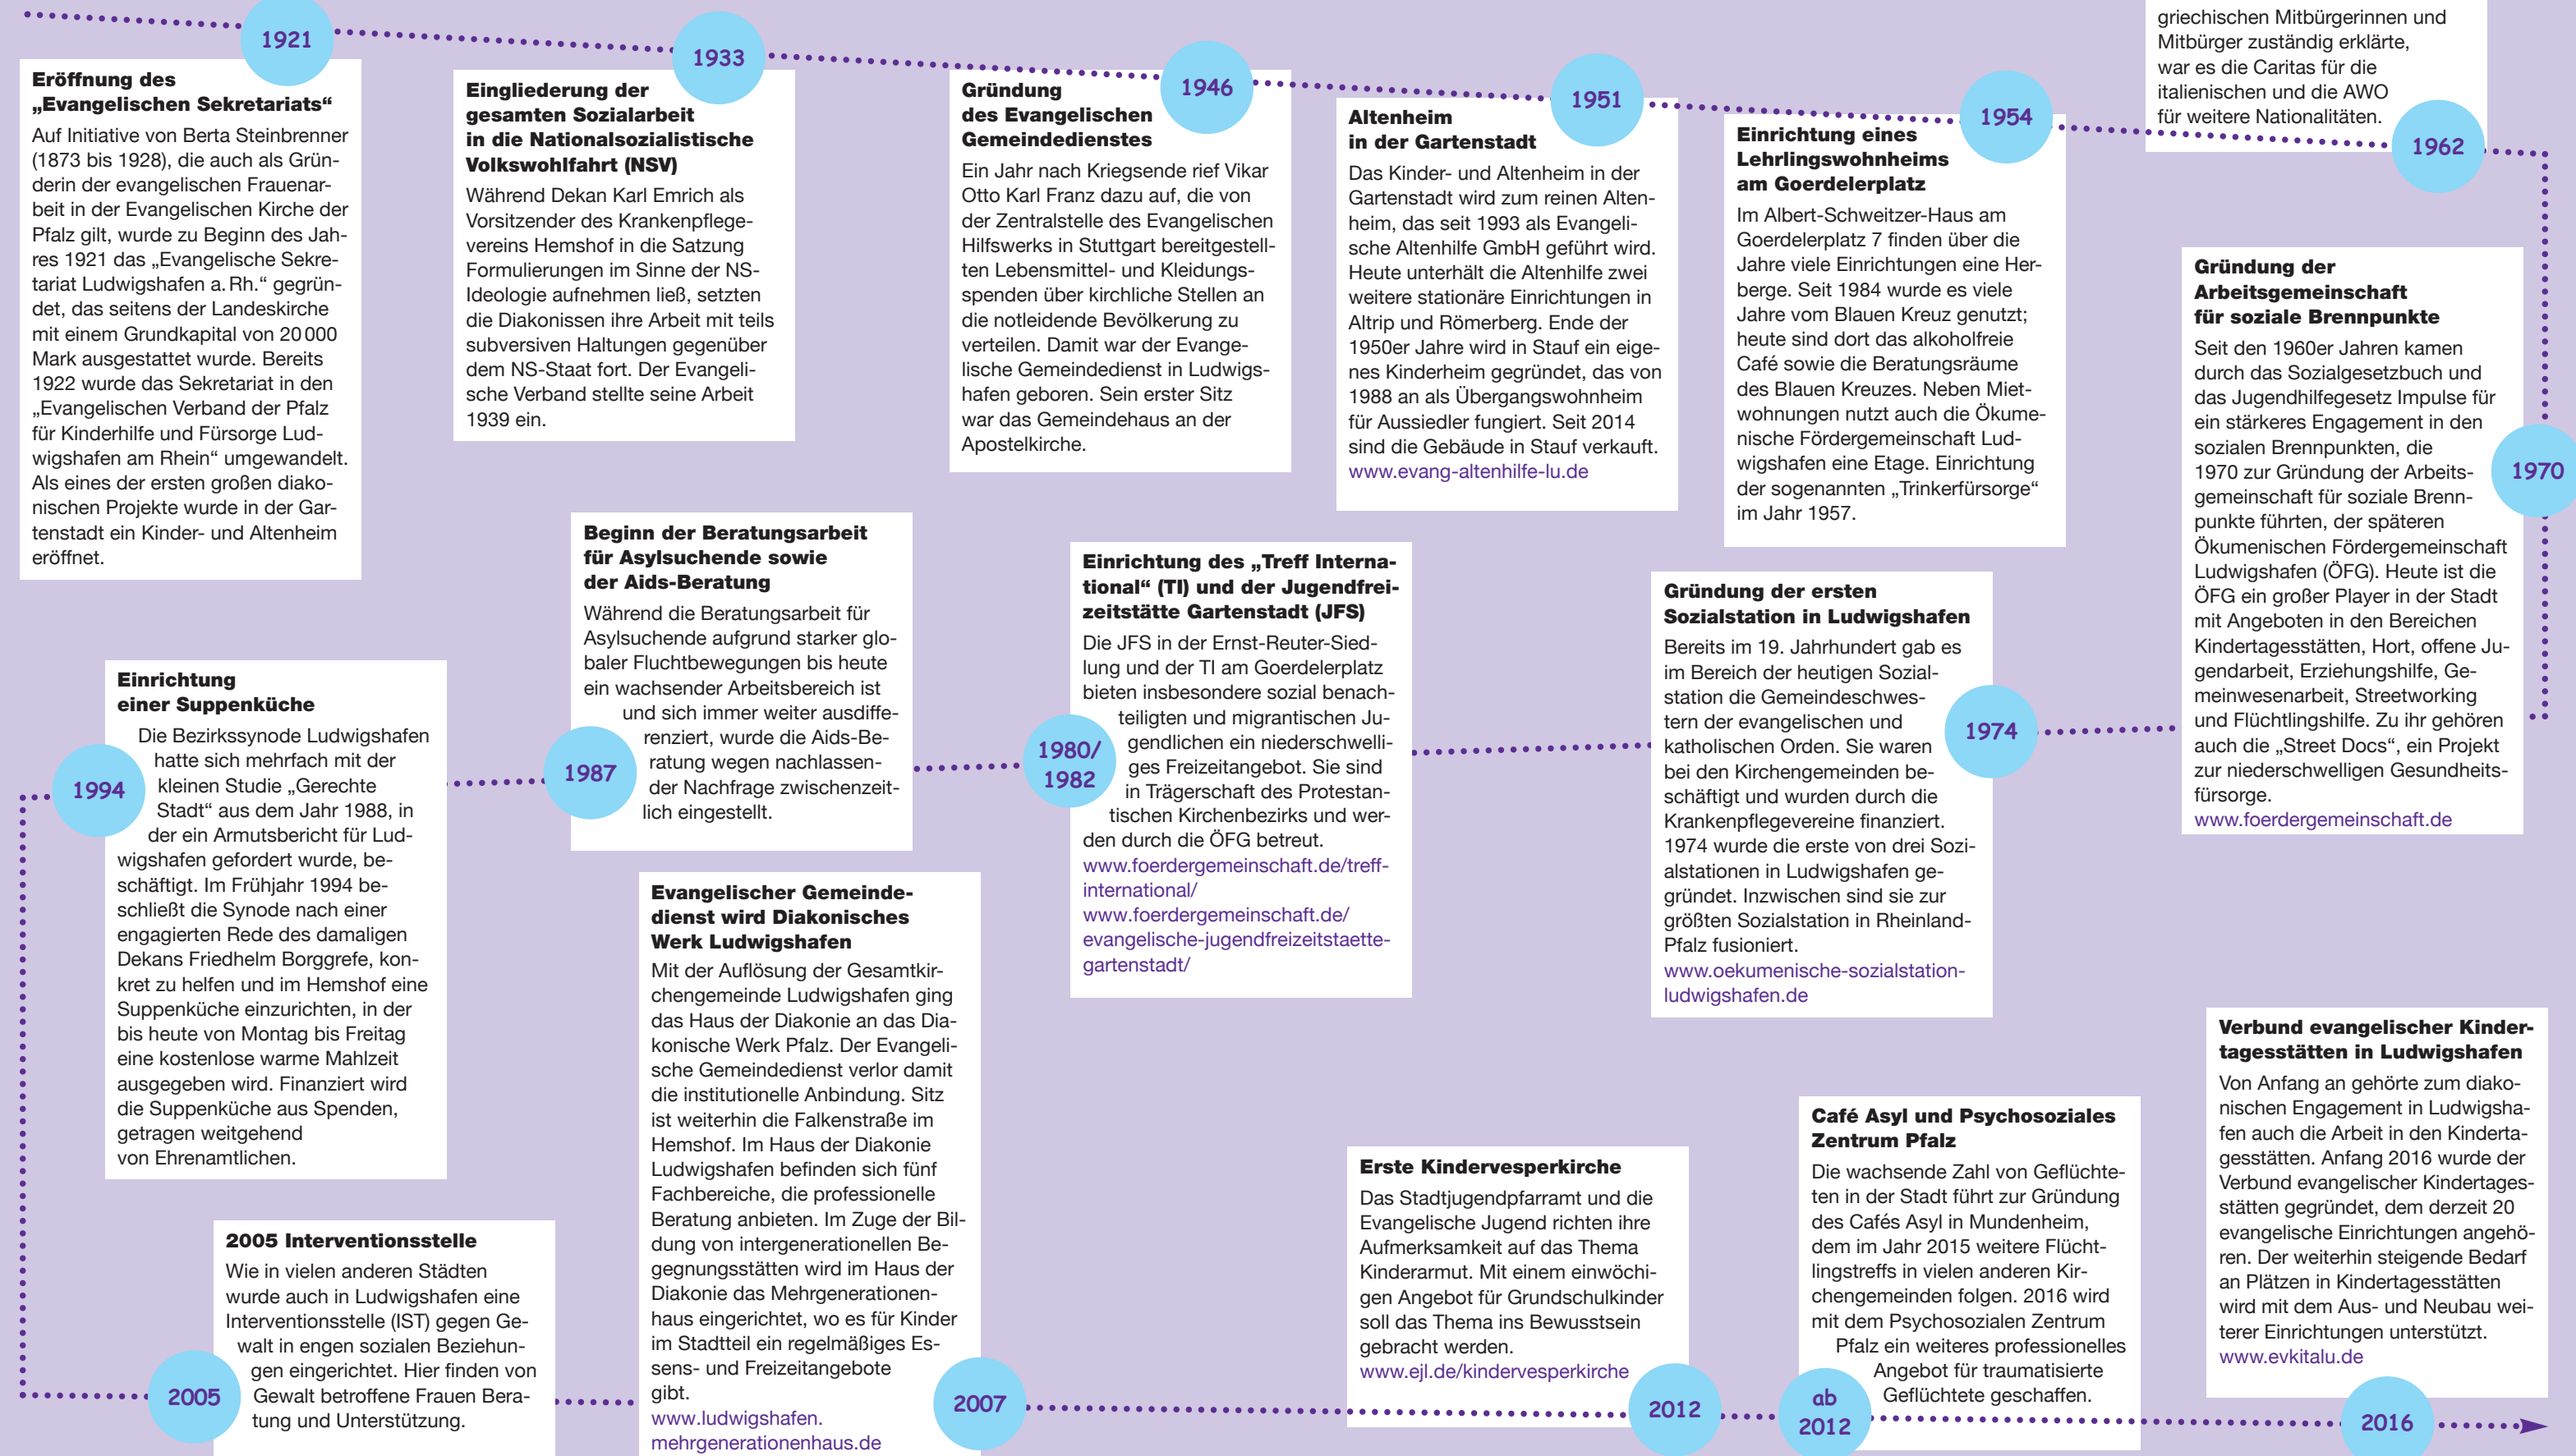 1921
Eröffnung des
„Evangelischen Sekretariats“
Auf Initiative von Berta Steinbrenner
(1873 bis 1928), die auch als Grün-
derin der evangelischen Frauenar-
beit in der Evangelischen Kirche der
Pfalz gilt, wurde zu Beginn des Jah-
res 1921 das „Evangelische Sekre-
tariat Ludwigshafen a. Rh.“ gegrün-
det, das seitens der Landeskirche
mit einem Grundkapital von 20 000
Mark ausgestattet wurde. Bereits
1922 wurde das Sekretariat in den
„Evangelischen Verband der Pfalz
für Kinderhilfe und Fürsorge Lud-
wigshafen am Rhein“ umgewandelt.
Als eines der ersten großen diako-
nischen Projekte wurde in der Gar-
tenstadt ein Kinder- und Altenheim
eröffnet.
1933
Eingliederung der
gesamten Sozialarbeit
in die Nationalsozialistische
Volkswohlfahrt (NSV)
Während Dekan Karl Emrich als
Vorsitzender des Krankenpflege-
vereins Hemshof in die Satzung
Formulierungen im Sinne der NS-
Ideologie aufnehmen ließ, setzten
die Diakonissen ihre Arbeit mit teils
subversiven Haltungen gegenüber
dem NS-Staat fort. Der Evangeli-
sche Verband stellte seine Arbeit
1939 ein.
1946
Gründung
des Evangelischen
Gemeindedienstes
Ein Jahr nach Kriegsende rief Vikar
Otto Karl Franz dazu auf, die von
der Zentralstelle des Evangelischen
Hilfswerks in Stuttgart bereitgestell-
ten Lebensmittel- und Kleidungs-
spenden über kirchliche Stellen an
die notleidende Bevölkerung zu
verteilen. Damit war der Evange-
lische Gemeindedienst in Ludwigs-
hafen geboren. Sein erster Sitz
war das Gemeindehaus an der
Apostelkirche.
1951
Altenheim
in der Gartenstadt
Das Kinder- und Altenheim in der
Gartenstadt wird zum reinen Alten-
heim, das seit 1993 als Evangeli-
sche Altenhilfe GmbH geführt wird.
Heute unterhält die Altenhilfe zwei
weitere stationäre Einrichtungen in
Altrip und Römerberg. Ende der
1950er Jahre wird in Stauf ein eige-
nes Kinderheim gegründet, das von
1988 an als Übergangswohnheim
für Aussiedler fungiert. Seit 2014
sind die Gebäude in Stauf verkauft.
www.evang-altenhilfe-lu.de
1954
Einrichtung eines
Lehrlingswohnheims
am Goerdelerplatz
Im Albert-Schweitzer-Haus am
Goerdelerplatz 7 finden über die
Jahre viele Einrichtungen eine Her-
berge. Seit 1984 wurde es viele
Jahre vom Blauen Kreuz genutzt;
heute sind dort das alkoholfreie
Café sowie die Beratungsräume
des Blauen Kreuzes. Neben Miet-
wohnungen nutzt auch die Ökume-
nische Fördergemeinschaft Lud-
wigshafen eine Etage. Einrichtung
der sogenannten „Trinkerfürsorge“
im Jahr 1957.
griechischen Mitbürgerinnen und
Mitbürger zuständig erklärte,
war es die Caritas für die
italienischen und die AWO
für weitere Nationalitäten.
1962
Gründung der
Arbeitsgemeinschaft
für soziale Brennpunkte
Seit den 1960er Jahren kamen
durch das Sozialgesetzbuch und
das Jugendhilfegesetz Impulse für
ein stärkeres Engagement in den
sozialen Brennpunkten, die
1970 zur Gründung der Arbeits-
gemeinschaft für soziale Brenn-
punkte führten, der späteren
Ökumenischen Fördergemeinschaft
Ludwigshafen (ÖFG). Heute ist die
ÖFG ein großer Player in der Stadt
mit Angeboten in den Bereichen
Kindertagesstätten, Hort, offene Ju-
gendarbeit, Erziehungshilfe, Ge-
meinwesenarbeit, Streetworking
und Flüchtlingshilfe. Zu ihr gehören
auch die „Street Docs“, ein Projekt
zur niederschwelligen Gesundheits-
fürsorge.
www.foerdergemeinschaft.de
1970
Gründung der ersten
Sozialstation in Ludwigshafen
Bereits im 19. Jahrhundert gab es
im Bereich der heutigen Sozial-
station die Gemeindeschwes-
tern der evangelischen und
katholischen Orden. Sie waren
bei den Kirchengemeinden be-
schäftigt und wurden durch die
Krankenpflegevereine finanziert.
1974 wurde die erste von drei Sozi-
alstationen in Ludwigshafen ge-
gründet. Inzwischen sind sie zur
größten Sozialstation in Rheinland-
Pfalz fusioniert.
www.oekumenische-sozialstation-
ludwigshafen.de
1974
Einrichtung des „Treff Interna-
tional“ (TI) und der Jugendfrei-
zeitstätte Gartenstadt (JFS)
Die JFS in der Ernst-Reuter-Sied-
lung und der TI am Goerdelerplatz
bieten insbesondere sozial benach-
teiligten und migrantischen Ju-
gendlichen ein niederschwelli-
ges Freizeitangebot. Sie sind
in Trägerschaft des Protestan-
tischen Kirchenbezirks und wer-
den durch die ÖFG betreut.
www.foerdergemeinschaft.de/treff-
international/
www.foerdergemeinschaft.de/
evangelische-jugendfreizeitstaette-
gartenstadt/
1980/
1982
Beginn der Beratungsarbeit
für Asylsuchende sowie
der Aids-Beratung
Während die Beratungsarbeit für
Asylsuchende aufgrund starker glo-
baler Fluchtbewegungen bis heute
ein wachsender Arbeitsbereich ist
und sich immer weiter ausdiffe-
renziert, wurde die Aids-Be-
ratung wegen nachlassen-
der Nachfrage zwischenzeit-
lich eingestellt.
1987
Einrichtung
einer Suppenküche
Die Bezirkssynode Ludwigshafen
hatte sich mehrfach mit der
kleinen Studie „Gerechte
Stadt“ aus dem Jahr 1988, in
der ein Armutsbericht für Lud-
wigshafen gefordert wurde, be-
schäftigt. Im Frühjahr 1994 be-
schließt die Synode nach einer
engagierten Rede des damaligen
Dekans Friedhelm Borggrefe, kon-
kret zu helfen und im Hemshof eine
Suppenküche einzurichten, in der
bis heute von Montag bis Freitag
eine kostenlose warme Mahlzeit
ausgegeben wird. Finanziert wird
die Suppenküche aus Spenden,
getragen weitgehend
von Ehrenamtlichen.
1994
2005 Interventionsstelle
Wie in vielen anderen Städten
wurde auch in Ludwigshafen eine
Interventionsstelle (IST) gegen Ge-
walt in engen sozialen Beziehun-
gen eingerichtet. Hier finden von
Gewalt betroffene Frauen Bera-
tung und Unterstützung.
2005
Evangelischer Gemeinde-
dienst wird Diakonisches
Werk Ludwigshafen
Mit der Auflösung der Gesamtkir-
chengemeinde Ludwigshafen ging
das Haus der Diakonie an das Dia-
konische Werk Pfalz. Der Evangeli-
sche Gemeindedienst verlor damit
die institutionelle Anbindung. Sitz
ist weiterhin die Falkenstraße im
Hemshof. Im Haus der Diakonie
Ludwigshafen befinden sich fünf
Fachbereiche, die professionelle
Beratung anbieten. Im Zuge der Bil-
dung von intergenerationellen Be-
gegnungsstätten wird im Haus der
Diakonie das Mehrgenerationen-
haus eingerichtet, wo es für Kinder
im Stadtteil ein regelmäßiges Es-
sens- und Freizeitangebote
gibt.
www.ludwigshafen.
mehrgenerationenhaus.de
2007
Erste Kindervesperkirche
Das Stadtjugendpfarramt und die
Evangelische Jugend richten ihre
Aufmerksamkeit auf das Thema
Kinderarmut. Mit einem einwöchi-
gen Angebot für Grundschulkinder
soll das Thema ins Bewusstsein
gebracht werden.
www.ejl.de/kindervesperkirche
2012
Café Asyl und Psychosoziales
Zentrum Pfalz
Die wachsende Zahl von Geflüchte-
ten in der Stadt führt zur Gründung
des Cafés Asyl in Mundenheim,
dem im Jahr 2015 weitere Flücht-
lingstreffs in vielen anderen Kir-
chengemeinden folgen. 2016 wird
mit dem Psychosozialen Zentrum
Pfalz ein weiteres professionelles
Angebot für traumatisierte
Geflüchtete geschaffen.
ab
2012
Verbund evangelischer Kinder-
tagesstätten in Ludwigshafen
Von Anfang an gehörte zum diako-
nischen Engagement in Ludwigsha-
fen auch die Arbeit in den Kinderta-
gesstätten. Anfang 2016 wurde der
Verbund evangelischer Kindertages-
stätten gegründet, dem derzeit 20
evangelische Einrichtungen angehö-
ren. Der weiterhin steigende Bedarf
an Plätzen in Kindertagesstätten
wird mit dem Aus- und Neubau wei-
terer Einrichtungen unterstützt.
www.evkitalu.de
2016